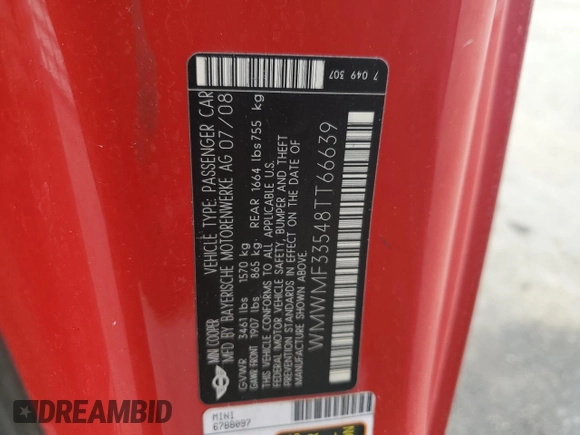 MINI COOPER
VEHICLE TYPE: PASSENGER CAR
MFD BY BAYERISCHE MOTORENWERKE AG 07/08
GVWR 3461 lbs 1570 kg
GAWR FRONT 1907 lbs 865 kg REAR 1664 lbs 755 kg
THIS VEHICLE CONFORMS TO ALL APPLICABLE U.S.
FEDERAL MOTOR VEHICLE SAFETY, BUMPER AND THEFT
PREVENTION STANDARDS IN EFFECT ON THE DATE OF
MANUFACTURE SHOWN ABOVE.
WMWMF33548TT66639
7 049 307
MINI
6788097
DREAMBID